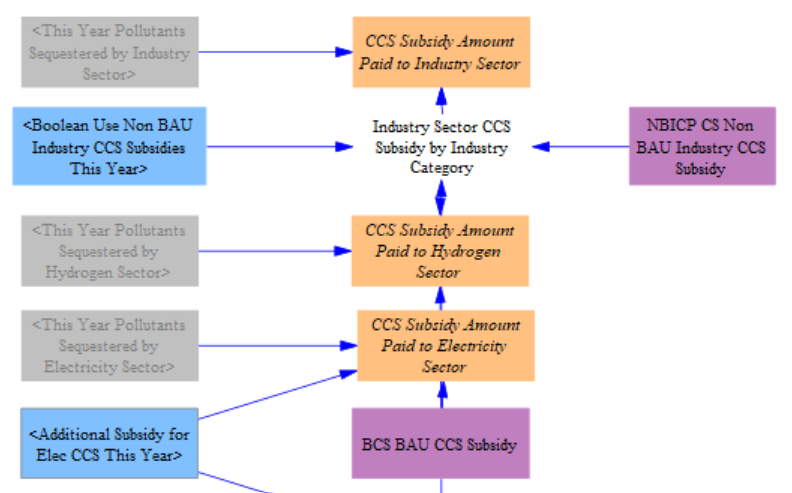 <This Year Pollutants
Sequestered by Industry
Sector>
CCS Subsidy Amount
Paid to Industry Sector
<Boolean Use Non BAU
Industry CCS Subsidies
This Year>
Industry Sector CCS
Subsidy by Industry
Category
NBICP CS Non
BAU Industry CCS
Subsidy
<This Year Pollutants
Sequestered by
Hydrogen Sector>
CCS Subsidy Amount
Paid to Hydrogen
Sector
<This Year Pollutants
Sequestered by
Electricity Sector>
CCS Subsidy Amount
Paid to Electricity
Sector
<Additional Subsidy for
Elec CCS This Year>
BCS BAU CCS Subsidy